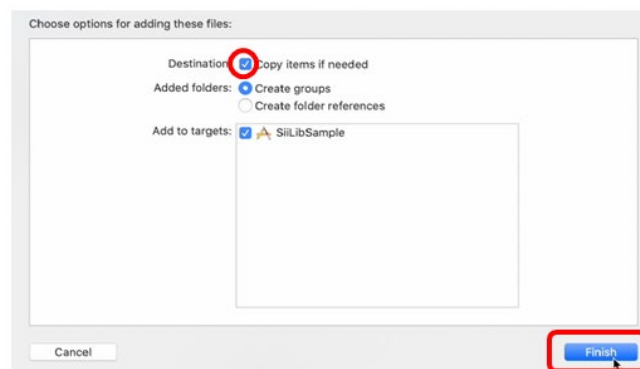 Choose options for adding these files:
Destination: Copy items if needed
Added folders: Create groups
Create folder references
Add to targets: SiiLibSample
Cancel
Finish